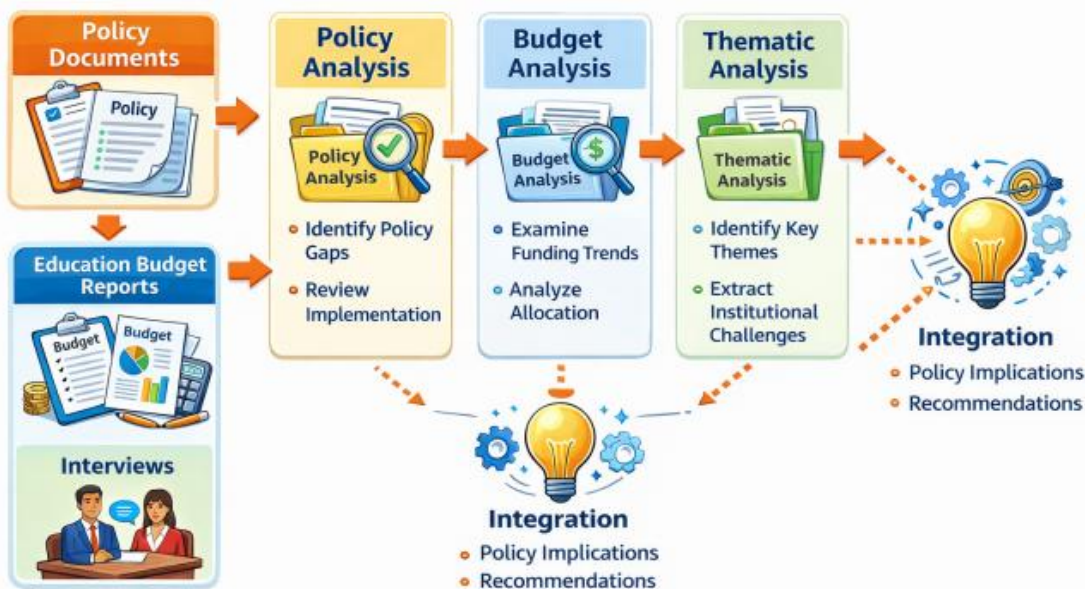 Policy
Documents
Policy
Education Budget
Reports
Budget
Budget
Interviews
Policy
Analysis
Policy
Analysis
• Identify Policy
Gaps
• Review
Implementation
Budget
Analysis
Budget
Analysis
$
• Examine
Funding Trends
• Analyze
Allocation
Thematic
Analysis
Thematic
Analysis
• Identify Key
Themes
• Extract
Institutional
Challenges
Integration
• Policy Implications
• Recommendations
Integration
• Policy Implications
• Recommendations